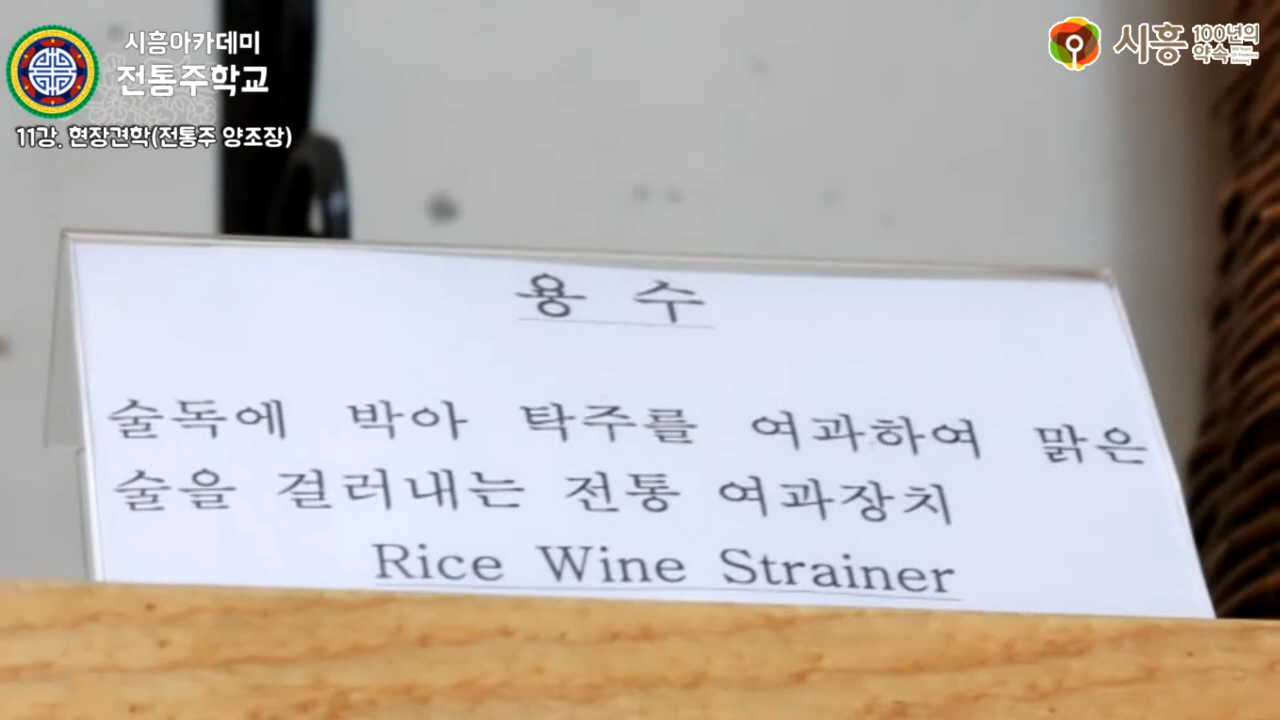 시흥아카데미
전통주학교
11강. 현장견학(전통주 양조장)
시흥 100년의 약속
용 수
술독에 박아 탁주를 여과하여 맑은
술을 걸러내는 전통 여과장치
Rice Wine Strainer